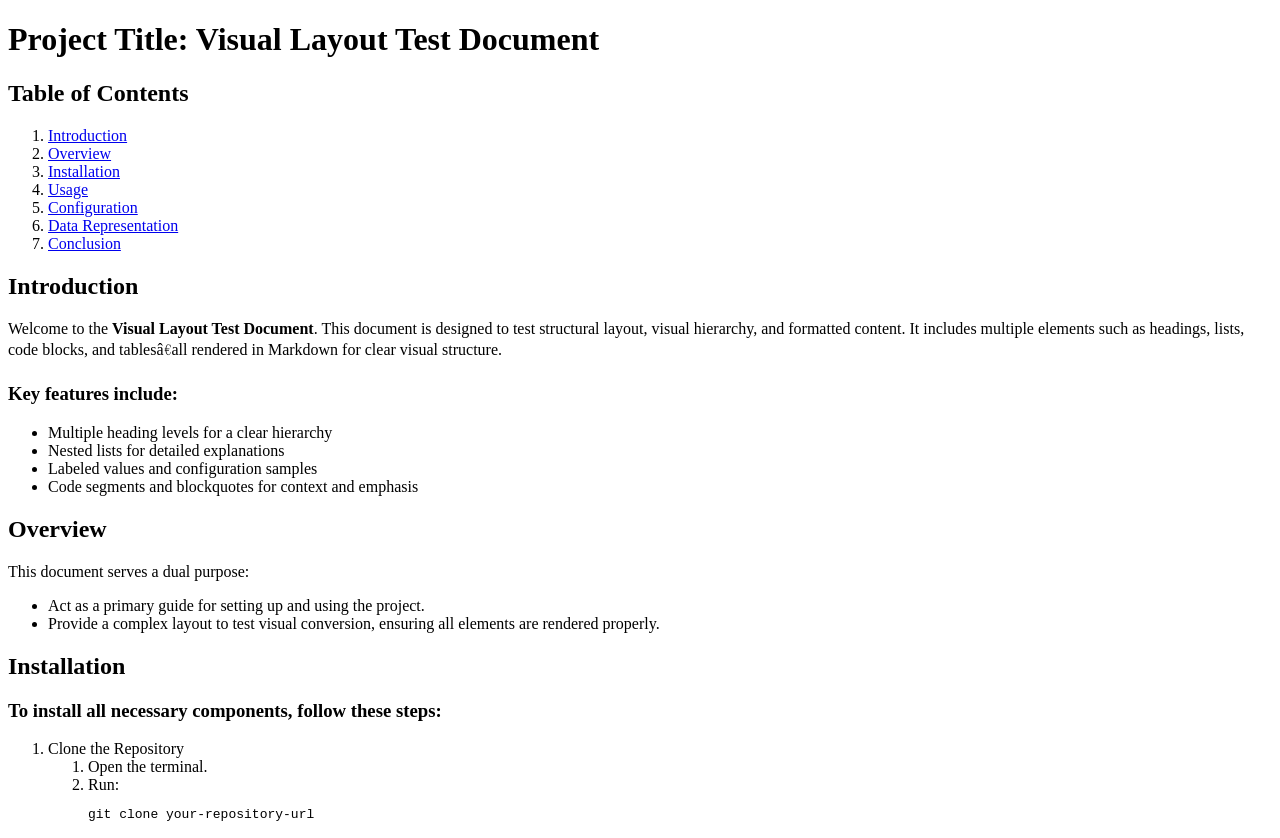 Project Title: Visual Layout Test Document
Table of Contents
1. Introduction
2. Overview
3. Installation
4. Usage
5. Configuration
6. Data Representation
7. Conclusion
Introduction
Welcome to the Visual Layout Test Document. This document is designed to test structural layout, visual hierarchy, and formatted content. It includes multiple elements such as headings, lists,
code blocks, and tablesâ€all rendered in Markdown for clear visual structure.
Key features include:
• Multiple heading levels for a clear hierarchy
• Nested lists for detailed explanations
• Labeled values and configuration samples
• Code segments and blockquotes for context and emphasis
Overview
This document serves a dual purpose:
• Act as a primary guide for setting up and using the project.
• Provide a complex layout to test visual conversion, ensuring all elements are rendered properly.
Installation
To install all necessary components, follow these steps:
1. Clone the Repository
1. Open the terminal.
2. Run:
git clone your-repository-url